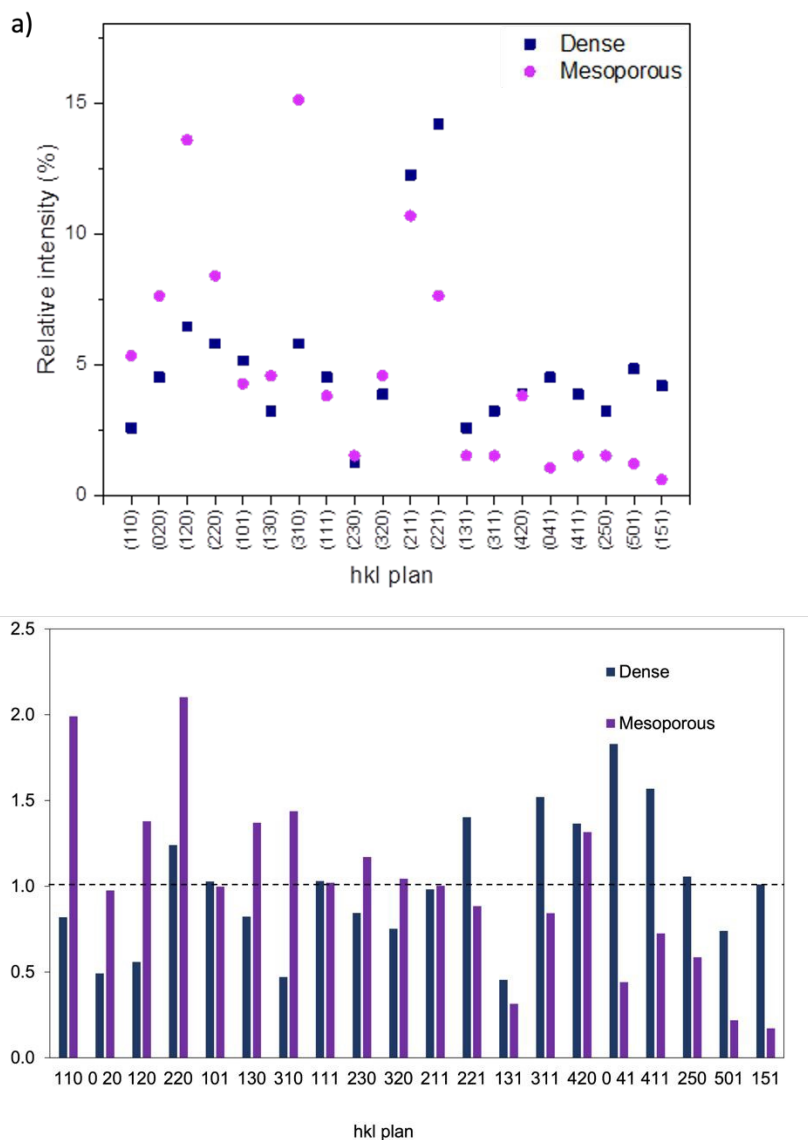 a)
Dense
Mesoporous
Relative intensity (%)
15
10
5
0
(110) (020) (120) (220) (101) (130) (310) (111) (230) (320) (211) (221) (131) (311) (420) (041) (411) (250) (501) (151)
hkl plan
2.5
Dense
2.0
Mesoporous
1.5
1.0
0.5
0.0
110 0 20 120 220 101 130 310 111 230 320 211 221 131 311 420 0 41 411 250 501 151
hkl plan